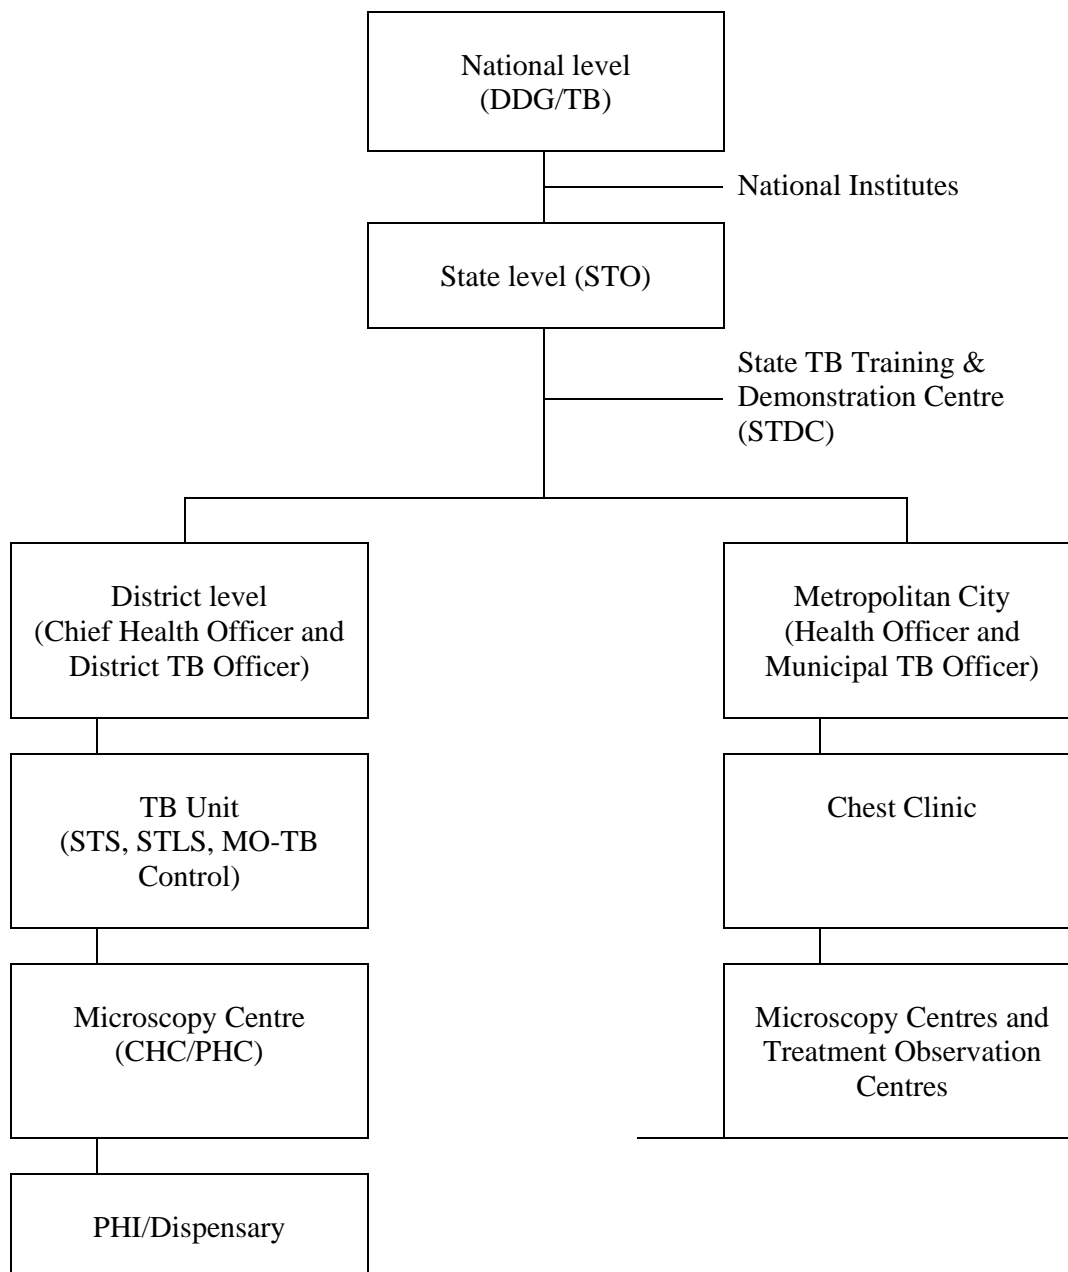 National level
(DDG/TB)
National Institutes
State level (STO)
State TB Training &
Demonstration Centre
(STDC)
District level
(Chief Health Officer and
District TB Officer)
Metropolitan City
(Health Officer and
Municipal TB Officer)
TB Unit
(STS, STLS, MO-TB
Control)
Chest Clinic
Microscopy Centre
(CHC/PHC)
Microscopy Centres and
Treatment Observation
Centres
PHI/Dispensary